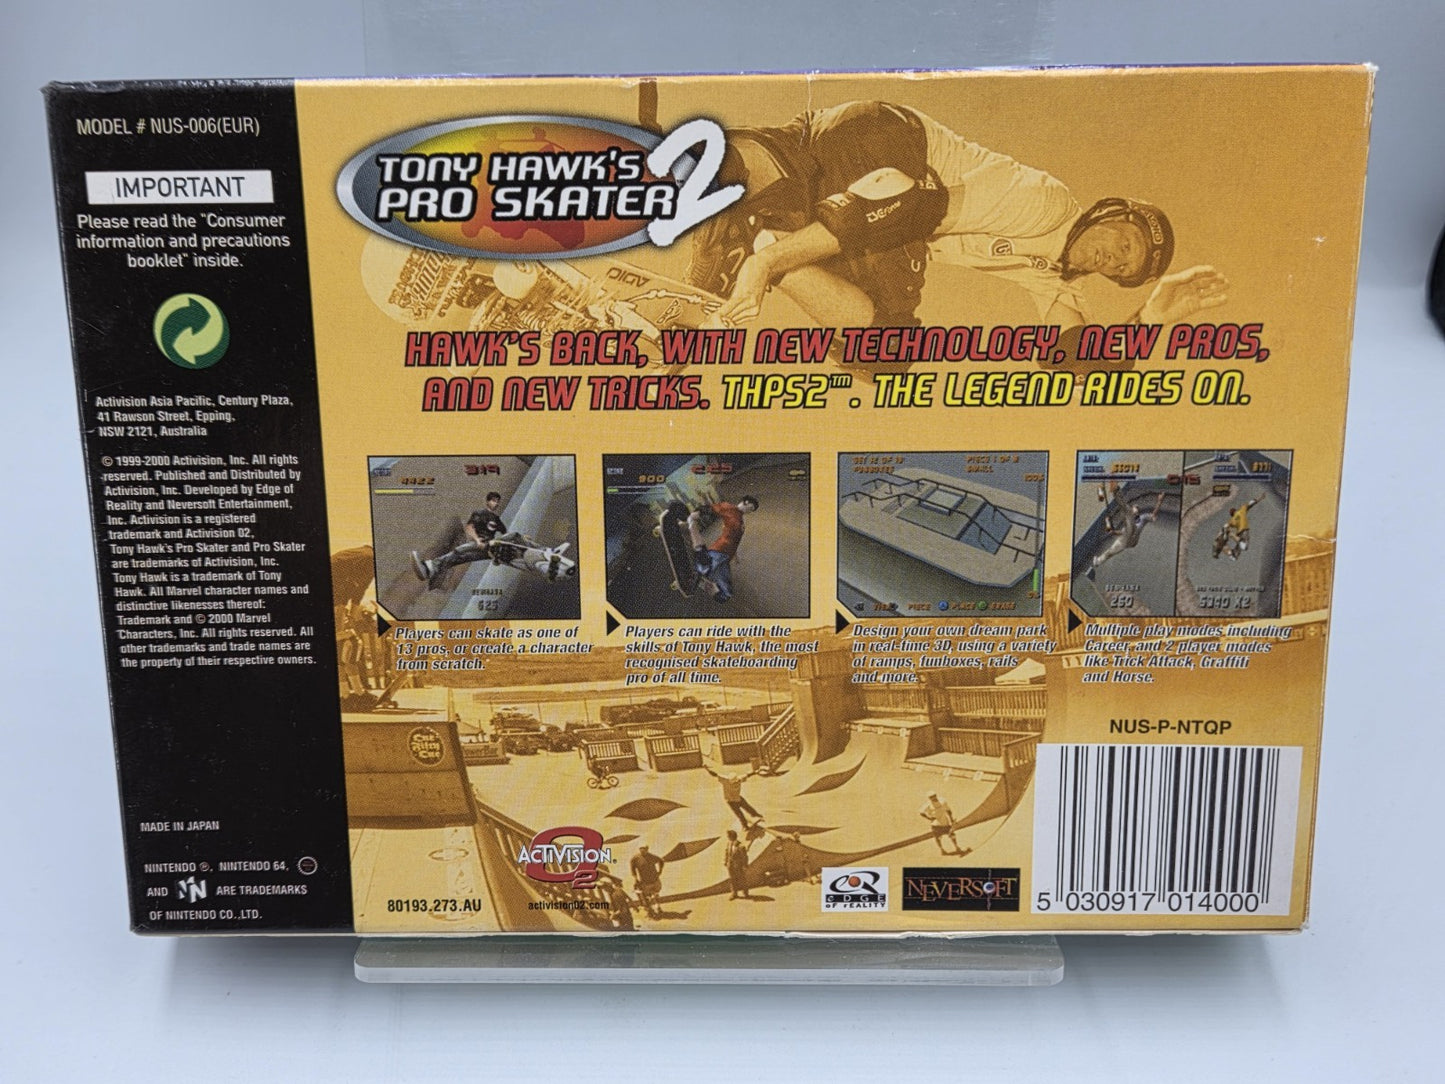 MODEL # NUS-006(EUR)
IMPORTANT
Please read the "Consumer
information and precautions
booklet" inside.
Activision Asia Pacific, Century Plaza,
41 Rawson Street, Epping,
NSW 2121, Australia
© 1999-2000 Activision, Inc. All rights
reserved. Published and Distributed by
Activision, Inc. Developed by Edge of
Reality and Neversoft Entertainment,
Inc. Activision is a registered
trademark and Activision O2,
Tony Hawk's Pro Skater and Pro Skater
are trademarks of Activision, Inc.
Tony Hawk is a trademark of Tony
Hawk. All Marvel character names and
distinctive likenesses thereof:
Trademark and © 2000 Marvel
Characters, Inc. All rights reserved. All
other trademarks and trade names are
the property of their respective owners.
MADE IN JAPAN
NINTENDO ®, NINTENDO 64,
AND N ARE TRADEMARKS
OF NINTENDO CO.,LTD.
TONY HAWK'S
PRO SKATER 2
HAWK'S BACK, WITH NEW TECHNOLOGY, NEW PROS,
AND NEW TRICKS. THPS2™. THE LEGEND RIDES ON.
Players can skate as one of
13 pros, or create a character
from scratch.
Players can ride with the
skills of Tony Hawk, the most
recognised skateboarding
pro of all time.
Design your own dream park
in real-time 3D, using a variety
of ramps, funboxes, rails
and more.
Multiple play modes including
Career, and 2 player modes
like Trick Attack, Graffiti
and Horse.
NUS-P-NTQP
80193.273.AU
ACTIVISION.
O2
activisionO2.com
EDGE
OF REALITY
NEVERSOFT
5 030917 014000